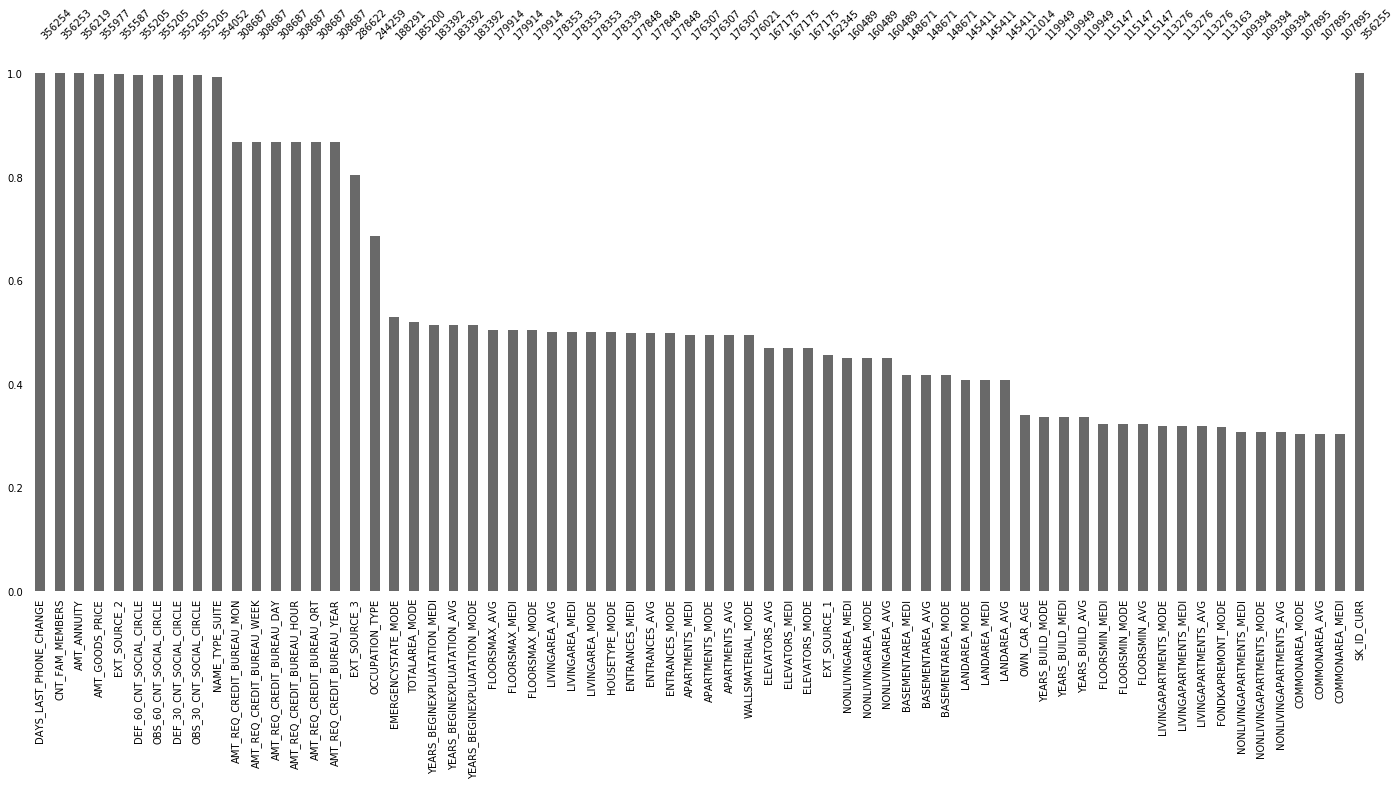 356254
356253
356219
355977
355587
355205
355205
355205
355205
354052
308687
308687
308687
308687
308687
308687
286622
244259
188291
185200
183392
183392
183392
179914
179914
179914
178353
178353
178353
178339
177848
177848
177848
176307
176307
176307
176021
167175
167175
167175
162345
160489
160489
160489
148671
148671
148671
145411
145411
145411
121014
119949
119949
119949
115147
115147
115147
113276
113276
113276
113163
109394
109394
109394
107895
107895
107895
356255
1.0
0.8
0.6
0.4
0.2
0.0
DAYS_LAST_PHONE_CHANGE
CNT_FAM_MEMBERS
AMT_ANNUITY
AMT_GOODS_PRICE
EXT_SOURCE_2
DEF_60_CNT_SOCIAL_CIRCLE
OBS_60_CNT_SOCIAL_CIRCLE
DEF_30_CNT_SOCIAL_CIRCLE
OBS_30_CNT_SOCIAL_CIRCLE
NAME_TYPE_SUITE
AMT_REQ_CREDIT_BUREAU_MON
AMT_REQ_CREDIT_BUREAU_WEEK
AMT_REQ_CREDIT_BUREAU_DAY
AMT_REQ_CREDIT_BUREAU_HOUR
AMT_REQ_CREDIT_BUREAU_QRT
AMT_REQ_CREDIT_BUREAU_YEAR
EXT_SOURCE_3
OCCUPATION_TYPE
EMERGENCYSTATE_MODE
TOTALAREA_MODE
YEARS_BEGINEXPLUATATION_MEDI
YEARS_BEGINEXPLUATATION_AVG
YEARS_BEGINEXPLUATATION_MODE
FLOORSMAX_AVG
FLOORSMAX_MEDI
FLOORSMAX_MODE
LIVINGAREA_AVG
LIVINGAREA_MEDI
LIVINGAREA_MODE
HOUSETYPE_MODE
ENTRANCES_MEDI
ENTRANCES_AVG
ENTRANCES_MODE
APARTMENTS_MEDI
APARTMENTS_MODE
APARTMENTS_AVG
WALLSMATERIAL_MODE
ELEVATORS_AVG
ELEVATORS_MEDI
ELEVATORS_MODE
EXT_SOURCE_1
NONLIVINGAREA_MEDI
NONLIVINGAREA_MODE
NONLIVINGAREA_AVG
BASEMENTAREA_MEDI
BASEMENTAREA_AVG
BASEMENTAREA_MODE
LANDAREA_MODE
LANDAREA_MEDI
LANDAREA_AVG
OWN_CAR_AGE
YEARS_BUILD_MODE
YEARS_BUILD_MEDI
YEARS_BUILD_AVG
FLOORSMIN_MEDI
FLOORSMIN_MODE
FLOORSMIN_AVG
LIVINGAPARTMENTS_MODE
LIVINGAPARTMENTS_MEDI
LIVINGAPARTMENTS_AVG
FONDKAPREMONT_MODE
NONLIVINGAPARTMENTS_MEDI
NONLIVINGAPARTMENTS_MODE
NONLIVINGAPARTMENTS_AVG
COMMONAREA_MODE
COMMONAREA_AVG
COMMONAREA_MEDI
SK_ID_CURR